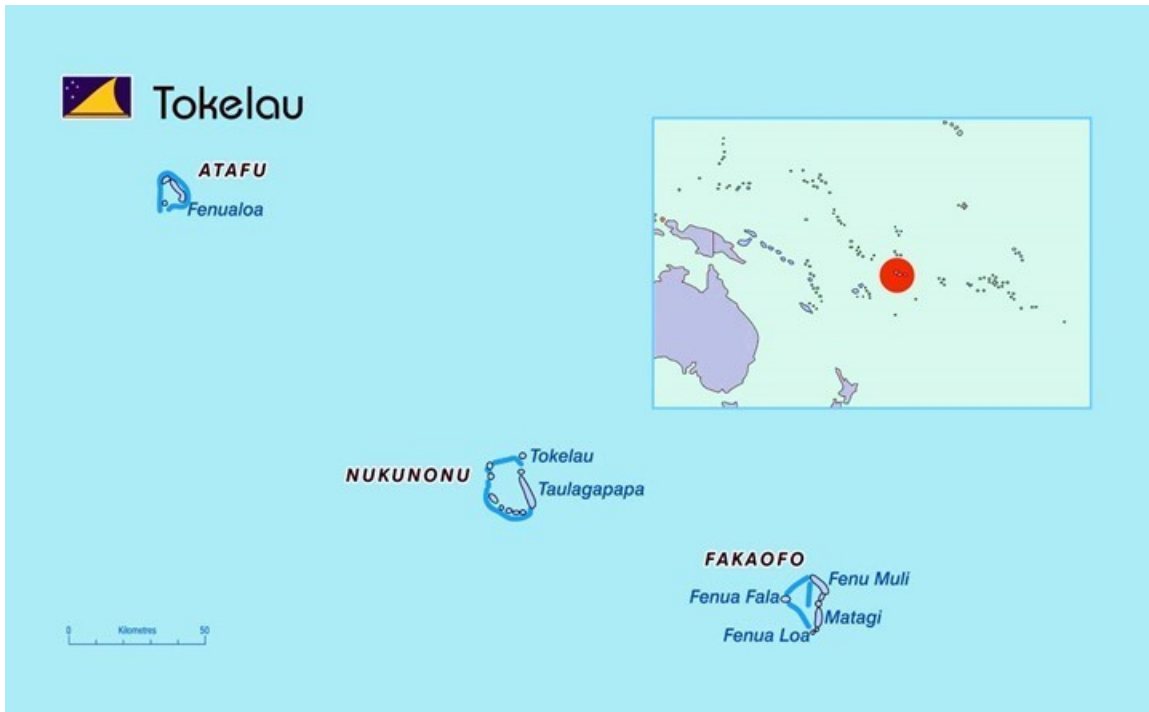 Tokelau
ATAFU
Fenualoa
NUKUNONU
Tokelau
Taulagapapa
FAKAOFO
Fenu Muli
Fenua Fala
Matagi
Fenua Loa
0 Kilometres 50